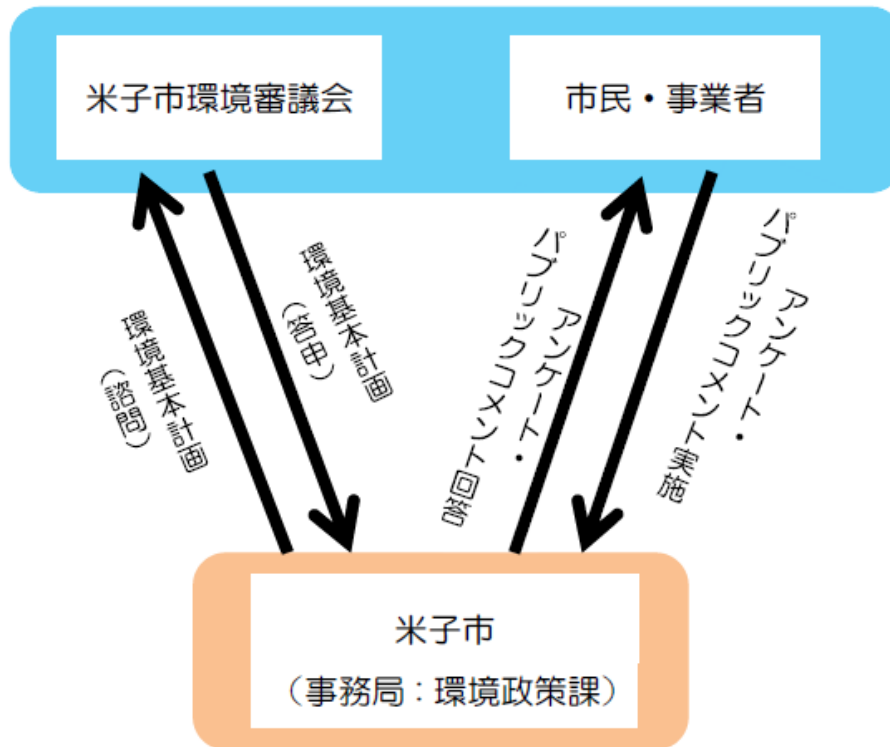 米子市環境審議会
市民・事業者
環境基本計画
（諮問）
環境基本計画
（答申）
アンケート・
パブリックコメント回答
アンケート・
パブリックコメント実施
米子市
（事務局：環境政策課）